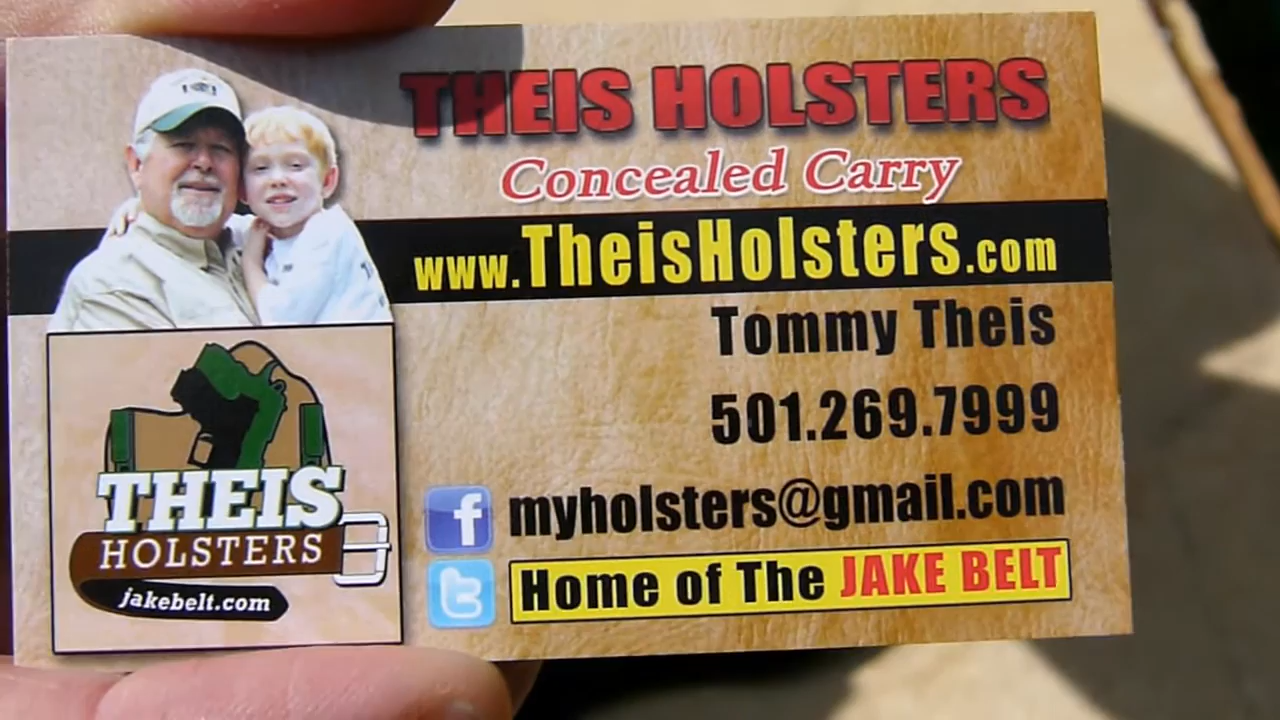 THEIS HOLSTERS
Concealed Carry
www.TheisHolsters.com
Tommy Theis
501.269.7999
myholsters@gmail.com
Home of The JAKE BELT
THEIS
HOLSTERS
jakebelt.com